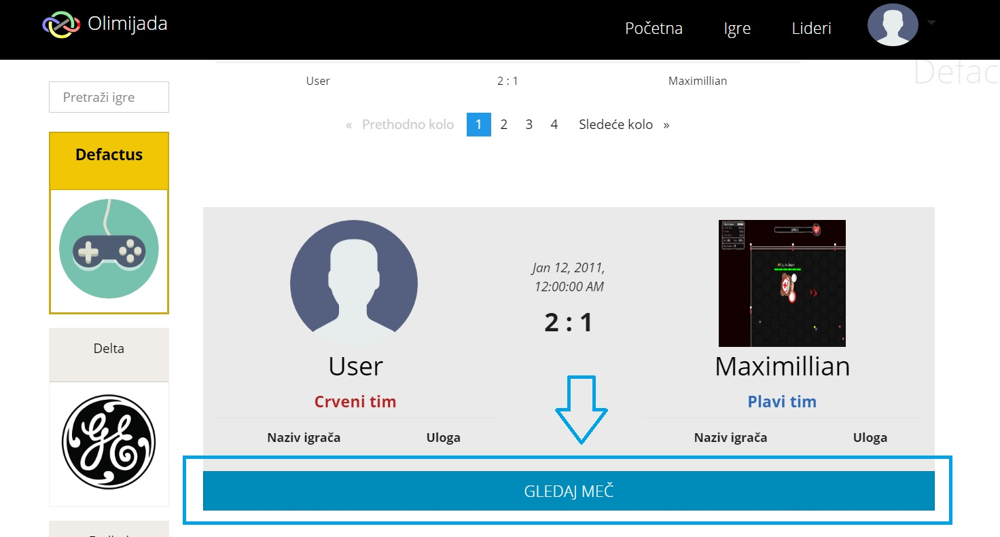 Olimijada
Početna
Igre
Lideri
Defac
Pretraži igre
User
2 : 1
Maximillian
« Prethodno kolo 1 2 3 4 Sledeće kolo »
Defactus
Delta
GE
Jan 12, 2011,
12:00:00 AM
2 : 1
User
Maximillian
Crveni tim
Plavi tim
Naziv igrača
Uloga
Naziv igrača
Uloga
GLEDAJ MEČ